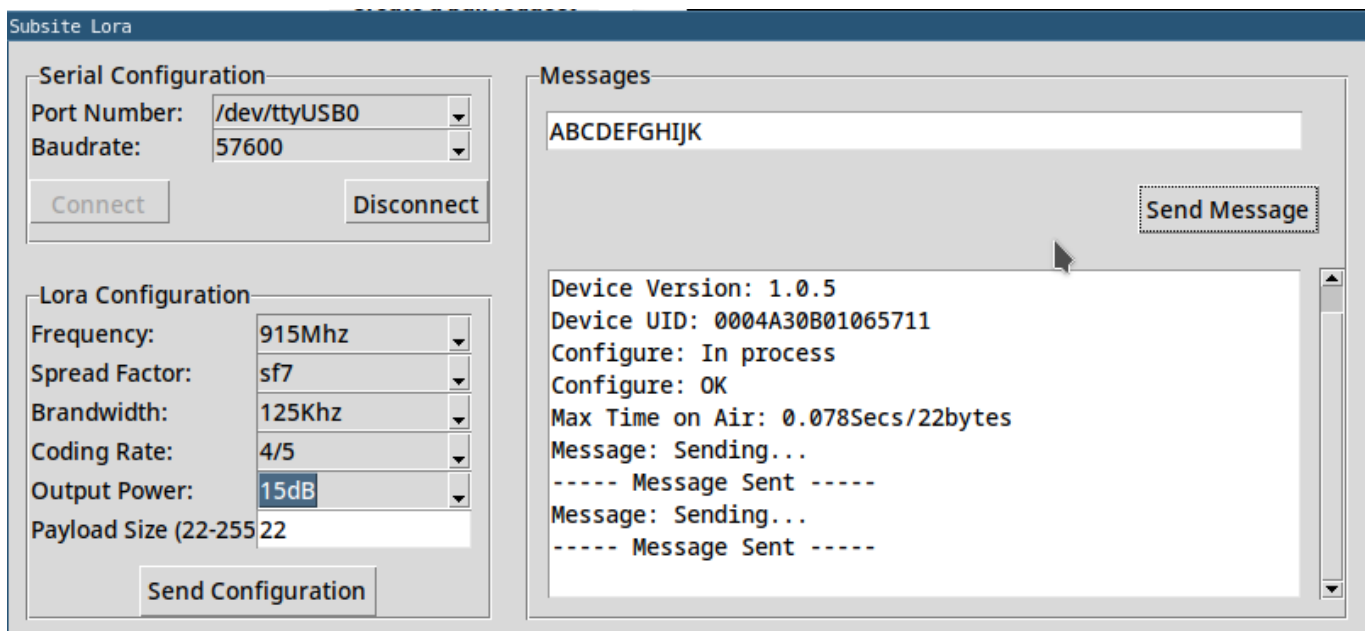 Subsite Lora
Serial Configuration
Port Number: /dev/ttyUSB0
Baudrate: 57600
Connect Disconnect
Lora Configuration
Frequency: 915Mhz
Spread Factor: sf7
Brandwidth: 125Khz
Coding Rate: 4/5
Output Power: 15dB
Payload Size (22-255 22
Send Configuration
Messages
ABCDEFGHIJK
Send Message
Device Version: 1.0.5
Device UID: 0004A30B01065711
Configure: In process
Configure: OK
Max Time on Air: 0.078Secs/22bytes
Message: Sending...
----- Message Sent -----
Message: Sending...
----- Message Sent -----